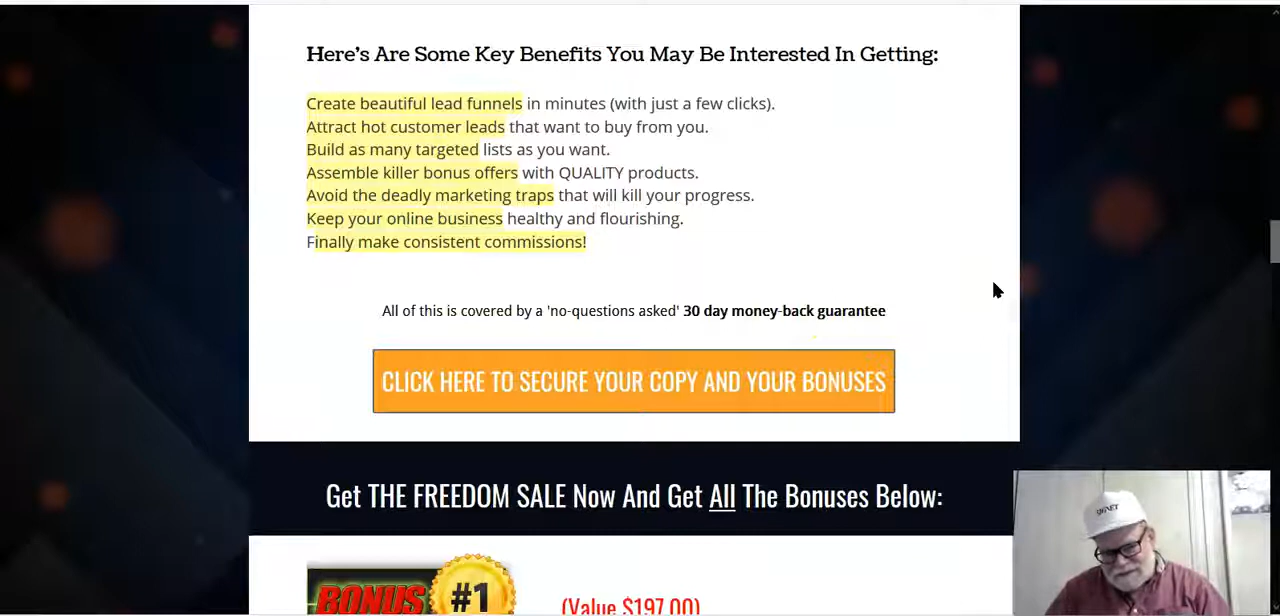 Here's Are Some Key Benefits You May Be Interested In Getting:
Create beautiful lead funnels in minutes (with just a few clicks).
Attract hot customer leads that want to buy from you.
Build as many targeted lists as you want.
Assemble killer bonus offers with QUALITY products.
Avoid the deadly marketing traps that will kill your progress.
Keep your online business healthy and flourishing.
Finally make consistent commissions!
All of this is covered by a 'no-questions asked' 30 day money-back guarantee
CLICK HERE TO SECURE YOUR COPY AND YOUR BONUSES
Get THE FREEDOM SALE Now And Get All The Bonuses Below:
BONUS #1
(Value $197.00)